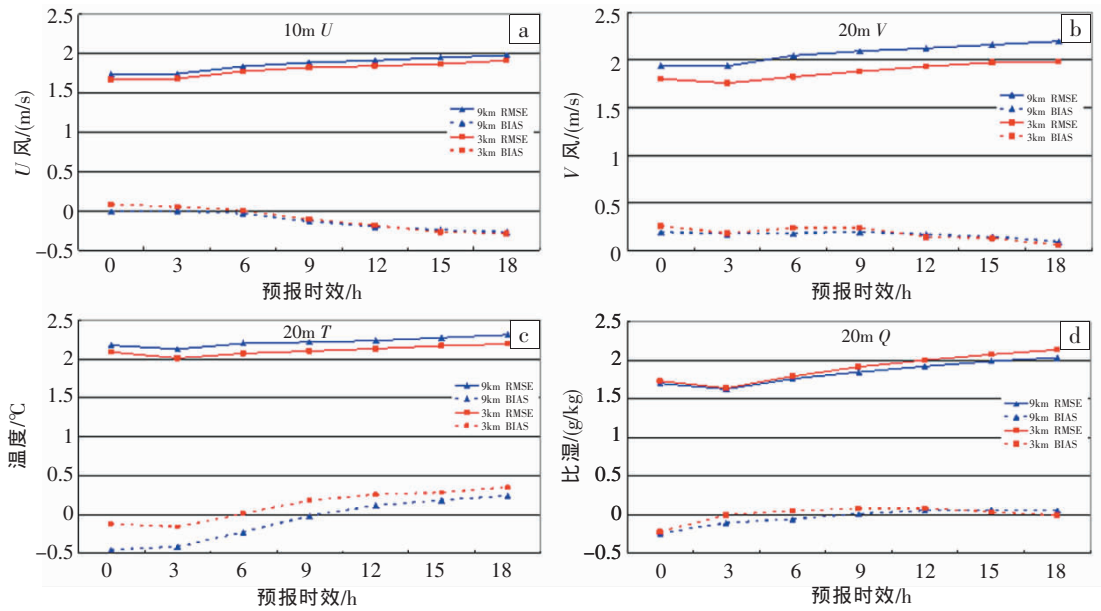 10m U
a
2.5
2
1.5
1
0.5
0
−0.5
U 风/(m/s)
9km RMSE
9km BIAS
3km RMSE
3km BIAS
0 3 6 9 12 15 18
预报时效/h
20m V
b
2.5
2
1.5
1
0.5
0
V 风/(m/s)
9km RMSE
9km BIAS
3km RMSE
3km BIAS
0 3 6 9 12 15 18
预报时效/h
20m T
c
2.5
2
1.5
1
0.5
0
−0.5
温度/℃
9km RMSE
9km BIAS
3km RMSE
3km BIAS
0 3 6 9 12 15 18
预报时效/h
20m Q
d
2.5
2
1.5
1
0.5
0
−0.5
比湿/(g/kg)
9km RMSE
9km BIAS
3km RMSE
3km BIAS
0 3 6 9 12 15 18
预报时效/h